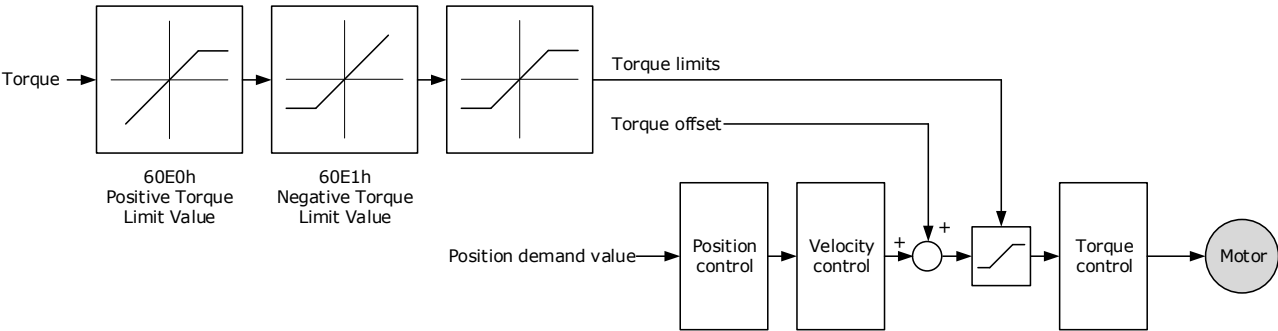 Torque limits
Torque
Torque offset
60E0h
Positive Torque
Limit Value
60E1h
Negative Torque
Limit Value
+
Position demand value
Position
control
Velocity
control
+
Torque
control
Motor